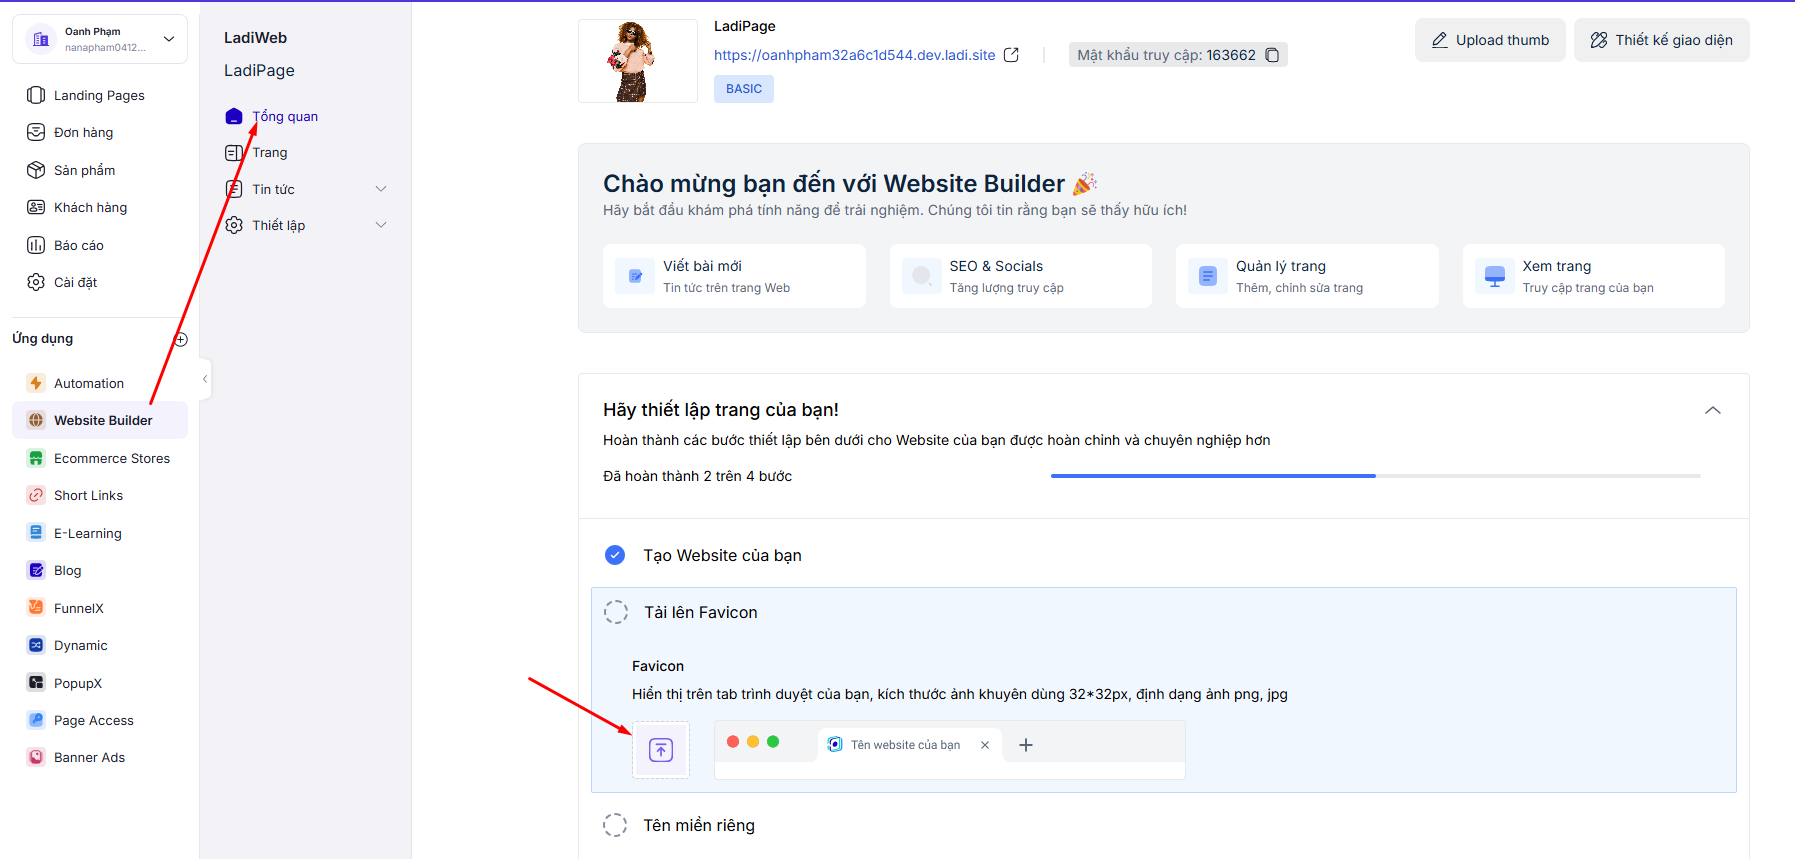 Oanh Phạm
nanapham0412...
Landing Pages
Đơn hàng
Sản phẩm
Khách hàng
Báo cáo
Cài đặt
Ứng dụng
Automation
Website Builder
Ecommerce Stores
Short Links
E-Learning
Blog
FunnelX
Dynamic
PopupX
Page Access
Banner Ads
LadiWeb
LadiPage
Tổng quan
Trang
Tin tức
Thiết lập
LadiPage
https://oanhpham32a6c1d544.dev.ladi.site
Mật khẩu truy cập: 163662
BASIC
Upload thumb
Thiết kế giao diện
Chào mừng bạn đến với Website Builder 🎉
Hãy bắt đầu khám phá tính năng để trải nghiệm. Chúng tôi tin rằng bạn sẽ thấy hữu ích!
Viết bài mới
Tin tức trên trang Web
SEO & Socials
Tăng lượng truy cập
Quản lý trang
Thêm, chỉnh sửa trang
Xem trang
Truy cập trang của bạn
Hãy thiết lập trang của bạn!
Hoàn thành các bước thiết lập bên dưới cho Website của bạn được hoàn chỉnh và chuyên nghiệp hơn
Đã hoàn thành 2 trên 4 bước
Tạo Website của bạn
Tải lên Favicon
Favicon
Hiển thị trên tab trình duyệt của bạn, kích thước ảnh khuyên dùng 32*32px, định dạng ảnh png, jpg
Tên website của bạn
Tên miền riêng